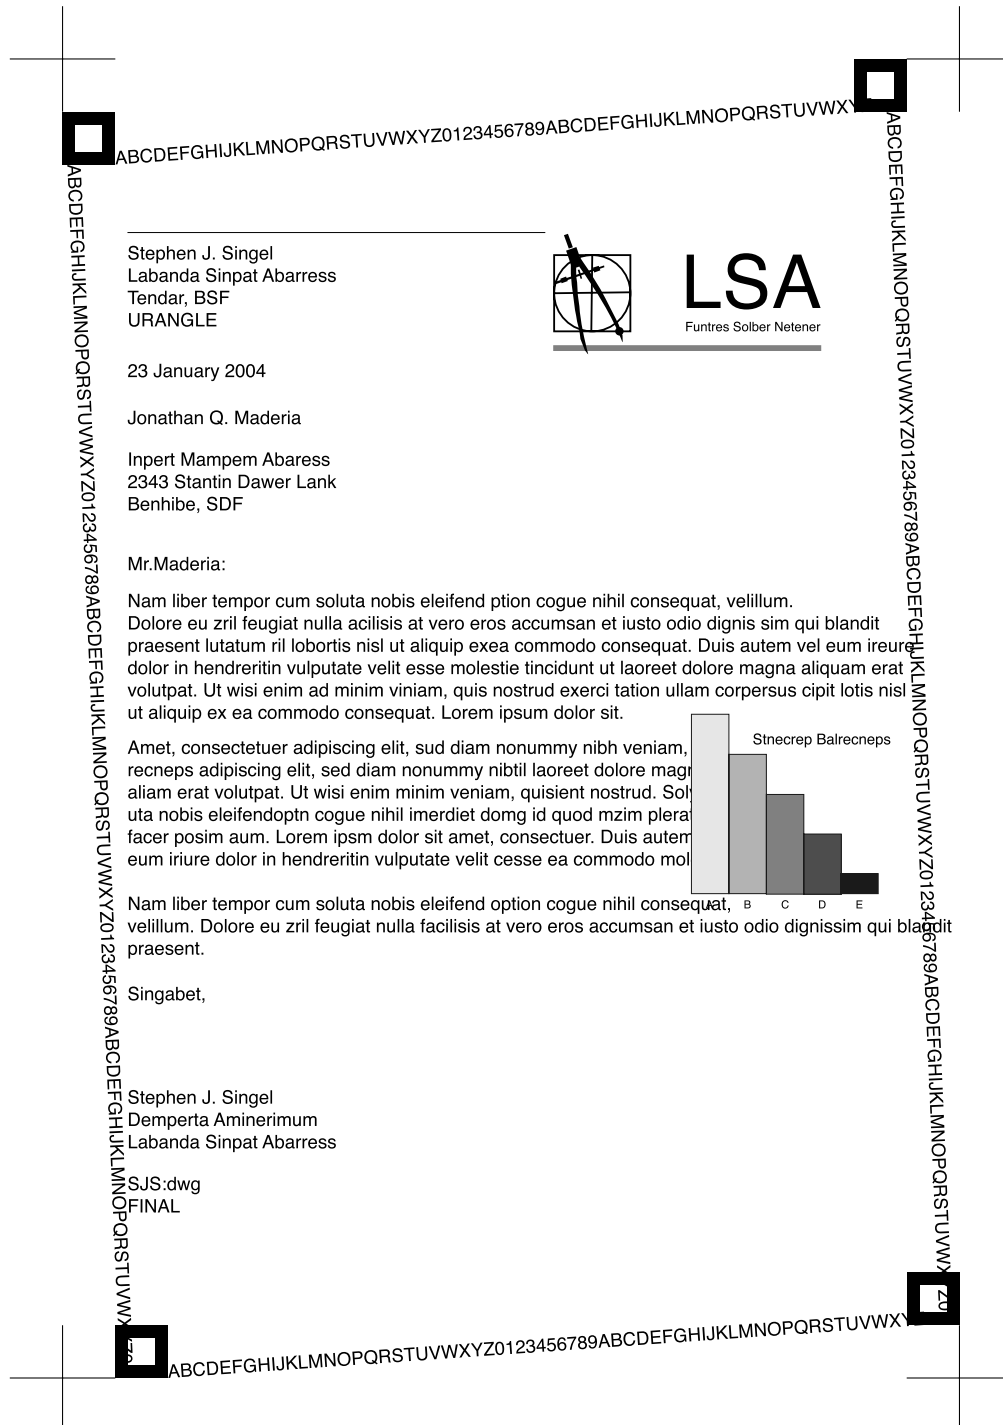 ABCDEFGHIJKLMNOPQRSTUVWXYZ0123456789ABCDEFGHIJKLMNOPQRSTUVWXY
ABCDEFGHIJKLMNOPQRSTUVWXYZ0123456789ABCDEFGHIJKLMNOPQRSTUVWXYZ0123456789ABCDEFGHIJKLMNOPQRSTUVWX
ABCDEFGHIJKLMNOPQRSTUVWXYZ0123456789ABCDEFGHIJKLMNOPQRSTUVWXYZ0123456789ABCDEFGHIJKLMNOPQRSTUVWX
Stephen J. Singel
Labanda Sinpat Abarress
Tendar, BSF
URANGLE
LSA
Funtres Solber Netener
23 January 2004
Jonathan Q. Maderia
Inpert Mampem Abaress
2343 Stantin Dawer Lank
Benhibe, SDF
Mr.Maderia:
Nam liber tempor cum soluta nobis eleifend ption cogue nihil consequat, velillum.
Dolore eu zril feugiat nulla acilisis at vero eros accumsan et iusto odio dignis sim qui blandit
praesent lutatum ril lobortis nisl ut aliquip exea commodo consequat. Duis autem vel eum ireure
dolor in hendreritin vulputate velit esse molestie tincidunt ut laoreet dolore magna aliquam erat
volutpat. Ut wisi enim ad minim viniam, quis nostrud exerci tation ullam corpersus cipit lotis nisl
ut aliquip ex ea commodo consequat. Lorem ipsum dolor sit.
Amet, consectetuer adipiscing elit, sud diam nonummy nibh veniam,
recneps adipiscing elit, sed diam nonummy nibtil laoreet dolore
aliam erat volutpat. Ut wisi enim minim veniam, quisient nostrud.
uta nobis eleifendoptn cogue nihil imerdiet domg id quod mzim
facer posim aum. Lorem ipsm dolor sit amet, consectuer. Duis autem
eum iriure dolor in hendreritin vulputate velit cesse ea commodo
Stnecrep Balrecneps
A B C D E
Nam liber tempor cum soluta nobis eleifend option cogue nihil consequat,
velillum. Dolore eu zril feugiat nulla facilisis at vero eros accumsan et iusto odio dignissim qui blandit
praesent.
Singabet,
Stephen J. Singel
Demperta Aminerimum
Labanda Sinpat Abarress
SJS:dwg
FINAL
ABCDEFGHIJKLMNOPQRSTUVWXYZ0123456789ABCDEFGHIJKLMNOPQRSTUVWXY